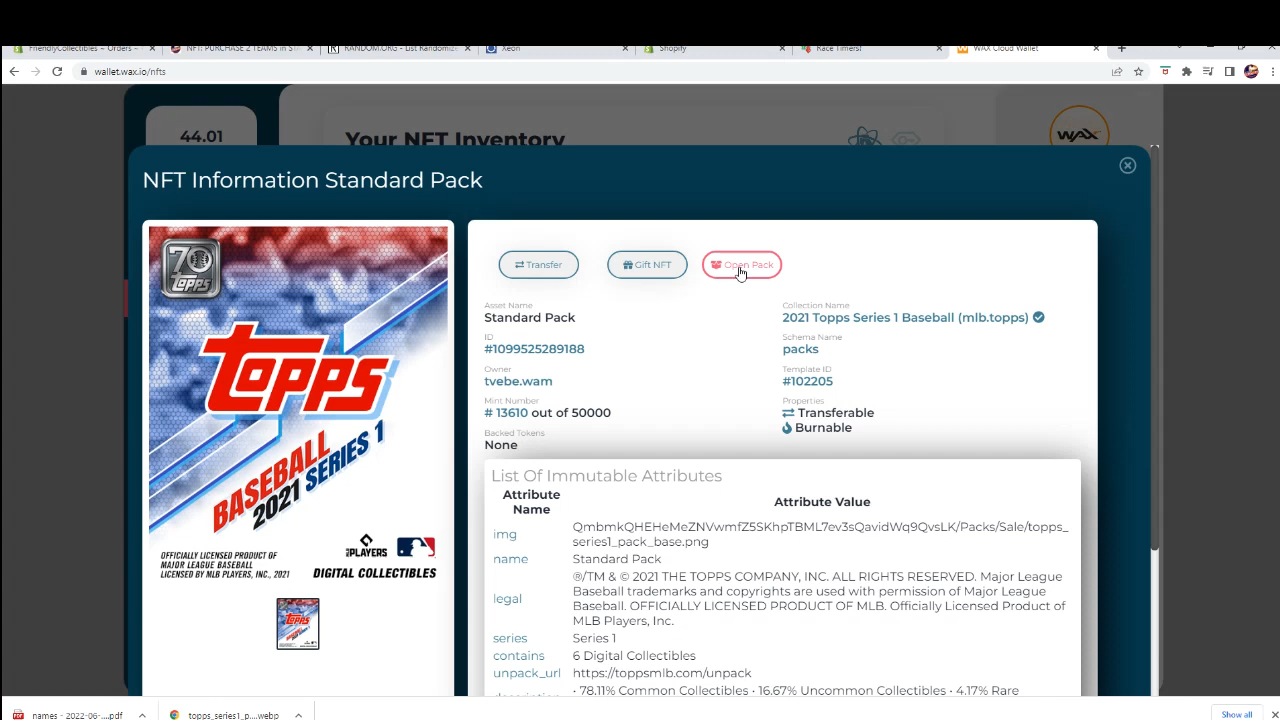 FriendlyCollectibles ~ Orders ~
NFT: PURCHASE 2 TEAMS in S
RANDOM.ORG - List Randomize
Xeon
Shopify
Race Timers!
WAX Cloud Wallet
wallet.wax.io/nfts
44.01
Your NFT Inventory
WAX
NFT Information Standard Pack
70
topps
Transfer
Gift NFT
Open Pack
Asset Name
Standard Pack
Collection Name
2021 Topps Series 1 Baseball (mlb.topps)
ID
#1099525289188
Schema Name
packs
Owner
tvebe.wam
Template ID
#102205
Mint Number
# 13610 out of 50000
Properties
Transferable
Burnable
Backed Tokens
None
topps
BASEBALL
2021 SERIES 1
OFFICIALLY LICENSED PRODUCT OF
MAJOR LEAGUE BASEBALL
LICENSED BY MLB PLAYERS, INC., 2021
MLB PLAYERS
DIGITAL COLLECTIBLES
List Of Immutable Attributes
Attribute Name
Attribute Value
img
QmbmkQHEHeMeZNVwmfZ5SKhpTBML7ev3sQavidWq9QvsLK/Packs/Sale/topps_
series1_pack_base.png
name
Standard Pack
legal
®/TM & © 2021 THE TOPPS COMPANY, INC. ALL RIGHTS RESERVED. Major League
Baseball trademarks and copyrights are used with permission of Major League
Baseball. OFFICIALLY LICENSED PRODUCT OF MLB. Officially Licensed Product of
MLB Players, Inc.
series
Series 1
contains
6 Digital Collectibles
unpack_url
https://toppsmlb.com/unpack
description
• 78.11% Common Collectibles • 16.67% Uncommon Collectibles • 4.17% Rare
names - 2022-06-....pdf
topps_series1_p....webp
Show all